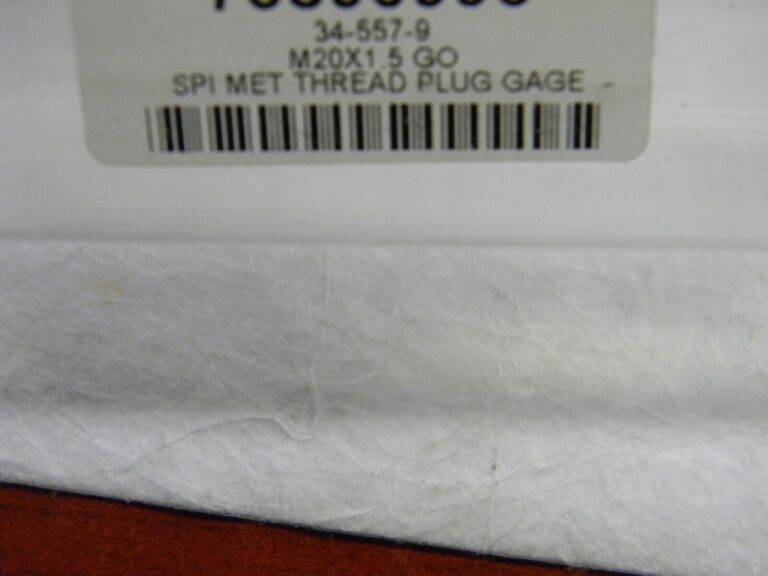 34-557-9
M20X1.5 GO
SPI MET THREAD PLUG GAGE -